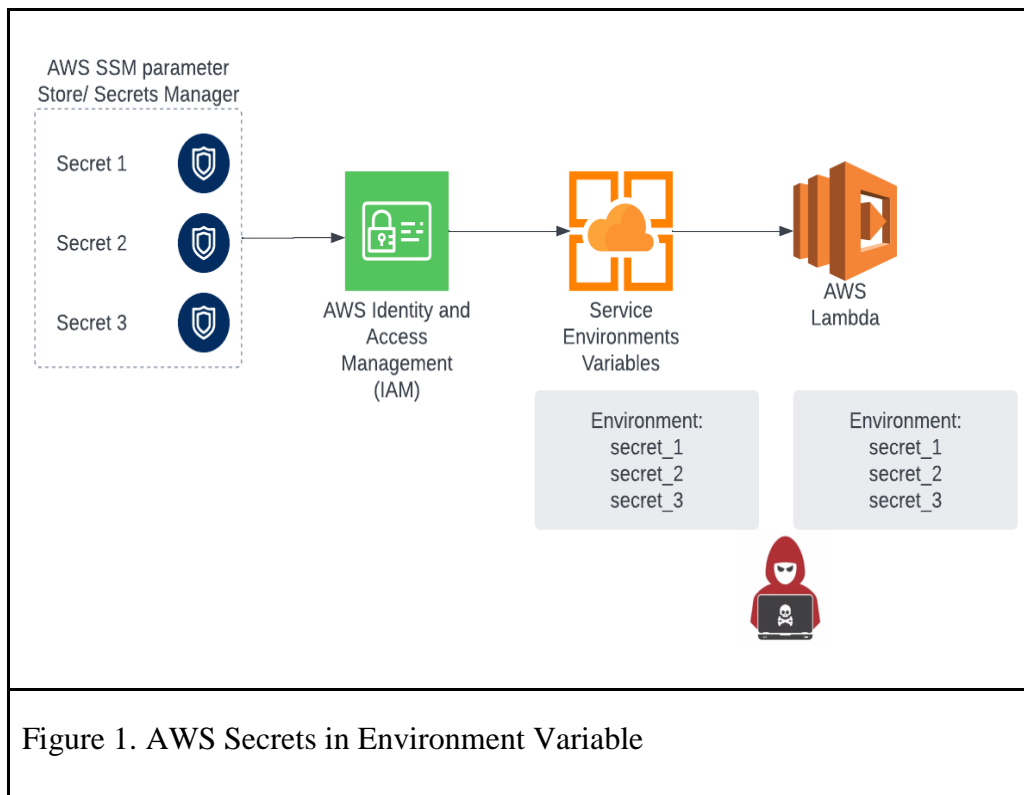 AWS SSM parameter
Store/ Secrets Manager
Secret 1
Secret 2
Secret 3
AWS Identity and
Access
Management
(IAM)
Service
Environments
Variables
AWS
Lambda
Environment:
secret_1
secret_2
secret_3
Environment:
secret_1
secret_2
secret_3
Figure 1. AWS Secrets in Environment Variable